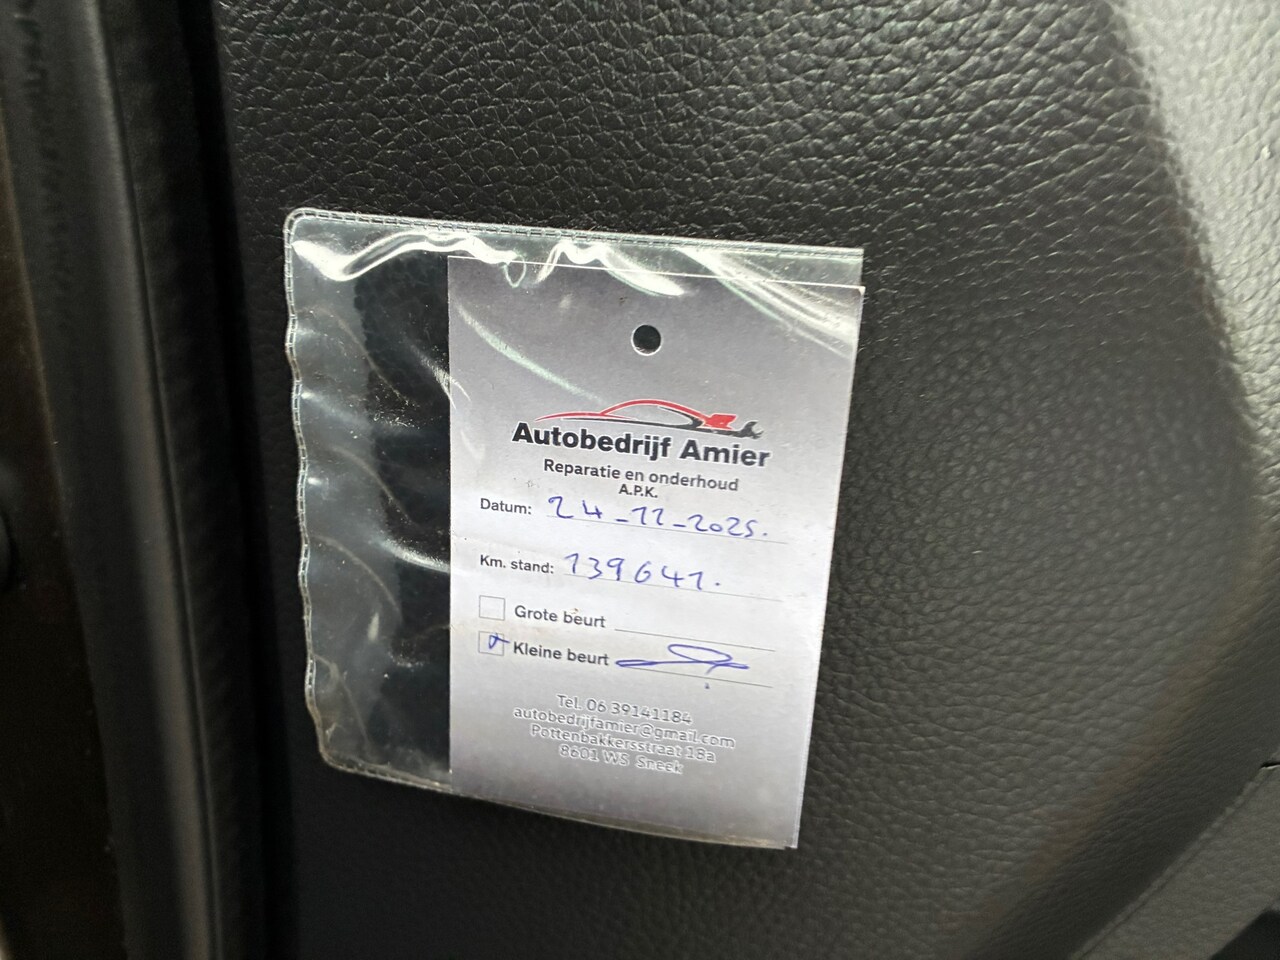 Autobedrijf Amier
Reparatie en onderhoud
A.P.K.
Datum: 24-11-2025.
Km. stand: 139641.
Grote beurt
Kleine beurt
Tel. 06 39141184
autobedrijfamier@gmail.com
Pottenbakkersstraat 18a
8601 WS Sneek